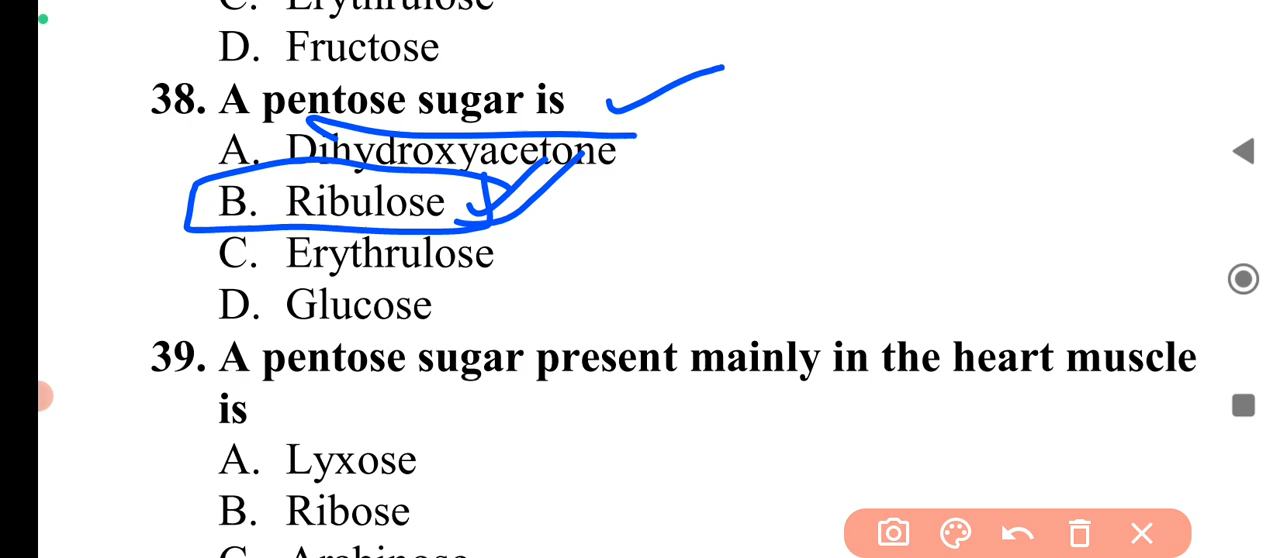 D. Fructose
38. A pentose sugar is
A. Dihydroxyacetone
B. Ribulose
C. Erythrulose
D. Glucose
39. A pentose sugar present mainly in the heart muscle
is
A. Lyxose
B. Ribose